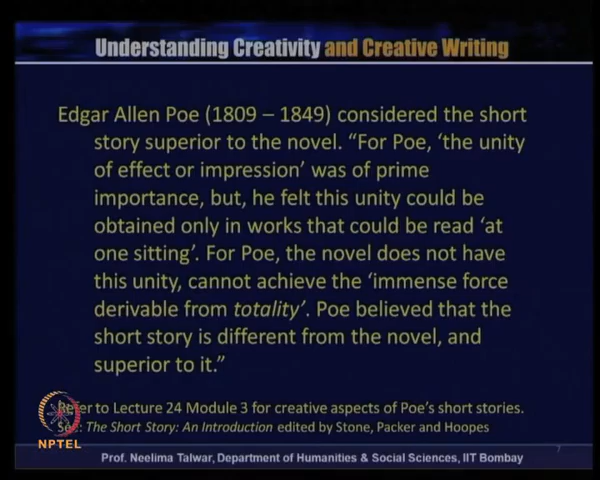 Understanding Creativity and Creative Writing
Edgar Allen Poe (1809 – 1849) considered the short
story superior to the novel. “For Poe, ‘the unity
of effect or impression’ was of prime
importance, but, he felt this unity could be
obtained only in works that could be read ‘at
one sitting’. For Poe, the novel does not have
this unity, cannot achieve the ‘immense force
derivable from totality’. Poe believed that the
short story is different from the novel, and
superior to it.”
Refer to Lecture 24 Module 3 for creative aspects of Poe’s short stories.
The Short Story: An Introduction edited by Stone, Packer and Hoopes
NPTEL
7
Prof. Neelima Talwar, Department of Humanities & Social Sciences, IIT Bombay